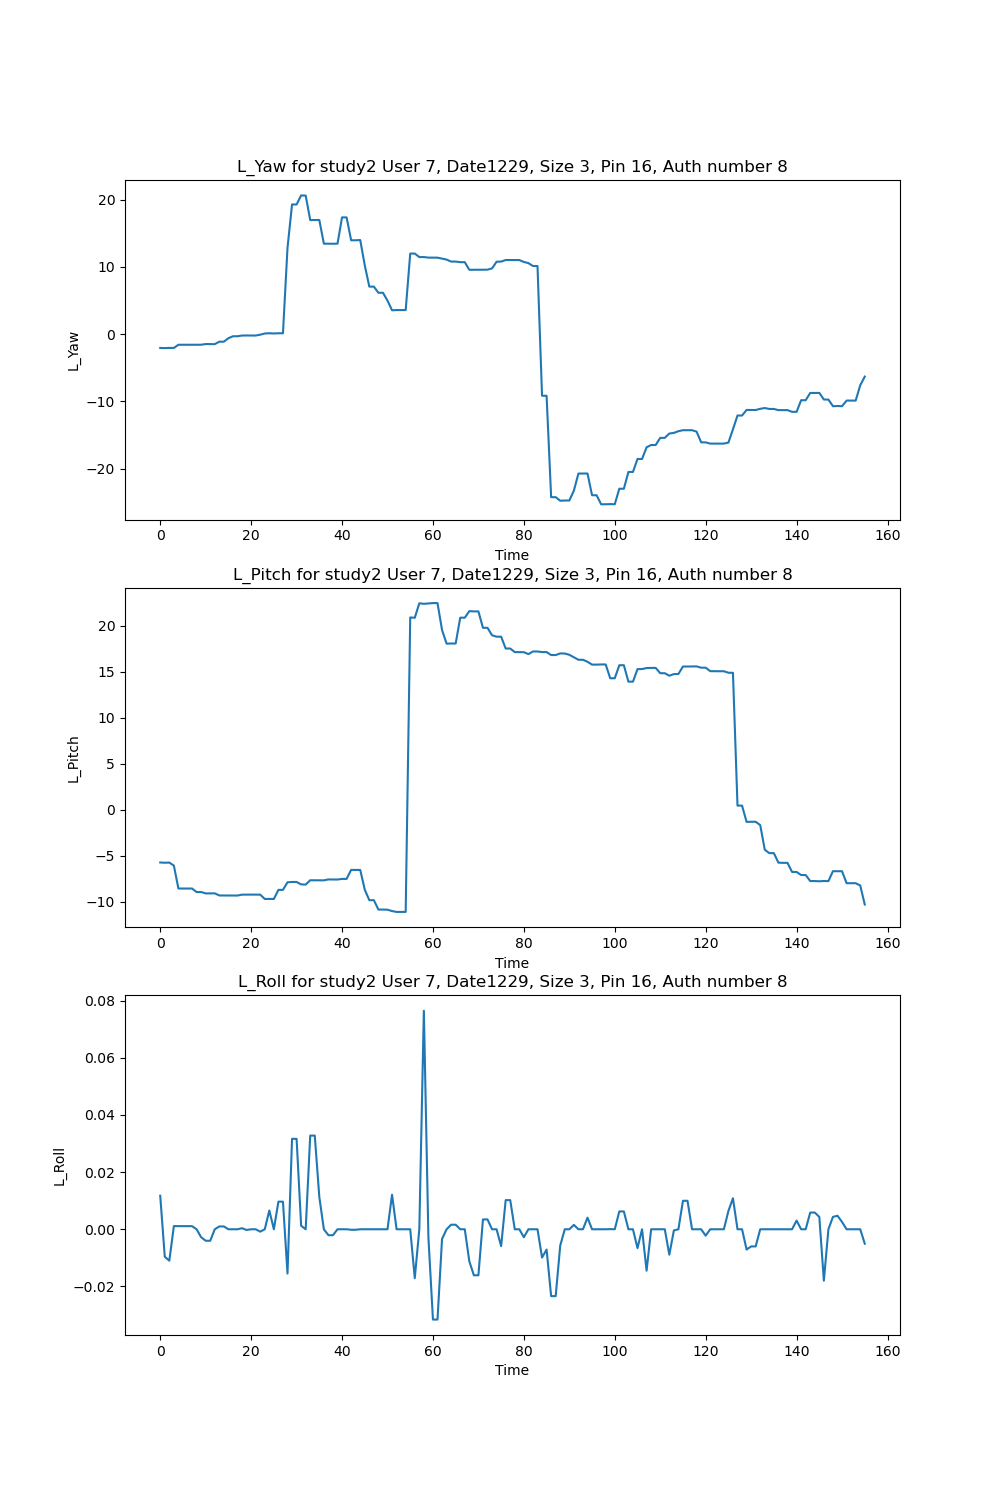 L_Yaw for study2 User 7, Date1229, Size 3, Pin 16, Auth number 8
20
10
0
−10
−20
L_Yaw
0 20 40 60 80 100 120 140 160
Time
L_Pitch for study2 User 7, Date1229, Size 3, Pin 16, Auth number 8
20
15
10
5
0
−5
−10
L_Pitch
0 20 40 60 80 100 120 140 160
Time
L_Roll for study2 User 7, Date1229, Size 3, Pin 16, Auth number 8
0.08
0.06
0.04
0.02
0.00
−0.02
L_Roll
0 20 40 60 80 100 120 140 160
Time